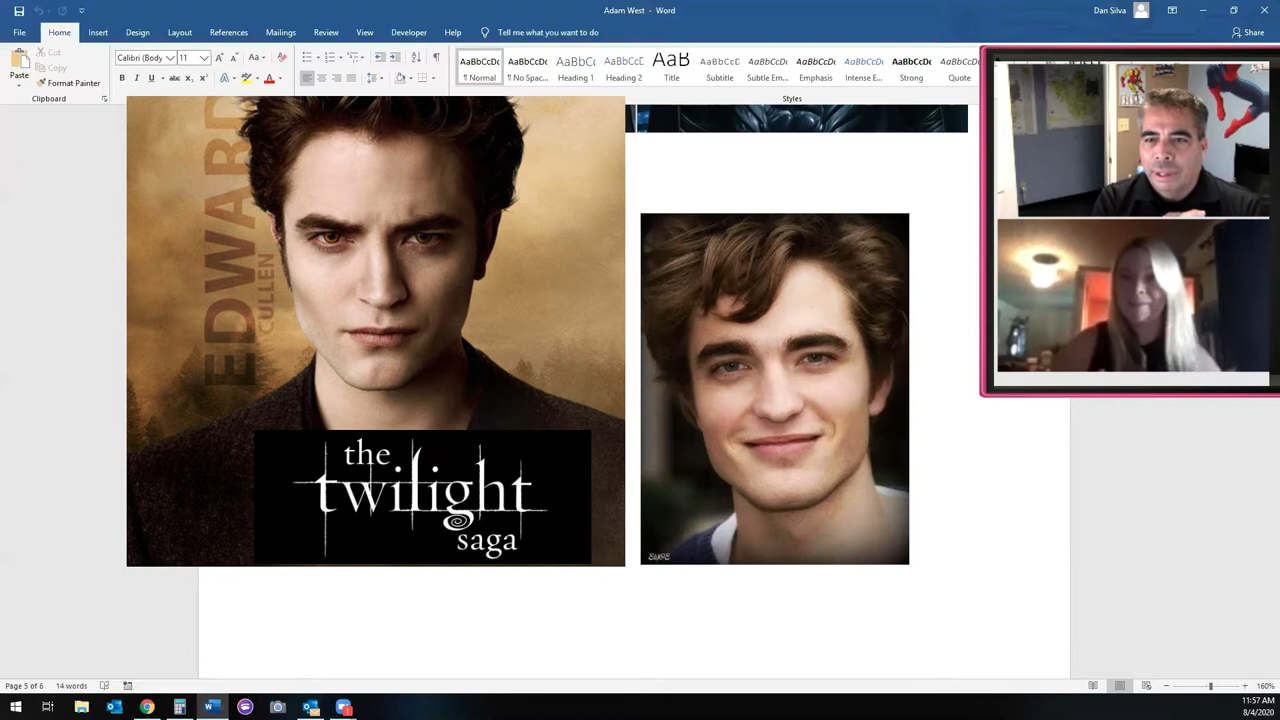 Adam West - Word
Dan Silva
File Home Insert Design Layout References Mailings Review View Developer Help Tell me what you want to do Share
Paste
Cut
Copy
Format Painter
Clipboard
Calibri (Body 11
AaBbCcDc AaBbCcDc AaBbCc AaBbCcD AaB AaBbCcD AaBbCcDc AaBbCcDc AaBbCcDc AaBbCcDc AaBbCcDc
¶ Normal ¶ No Spac... Heading 1 Heading 2 Title Subtitle Subtle Em... Emphasis Intense E... Strong Quote
Styles
EDWARD
CULLEN
the
twilight
saga
Page 5 of 6 14 words
160%
11:57 AM
8/4/2020